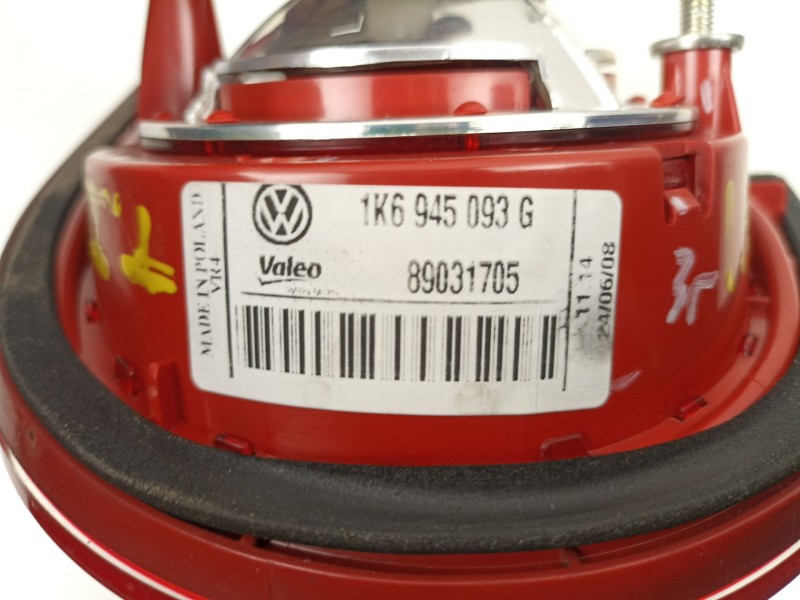 MADE IN POLAND
VR4
1K6 945 093 G
Valeo
89031705
11.14
24/06/08